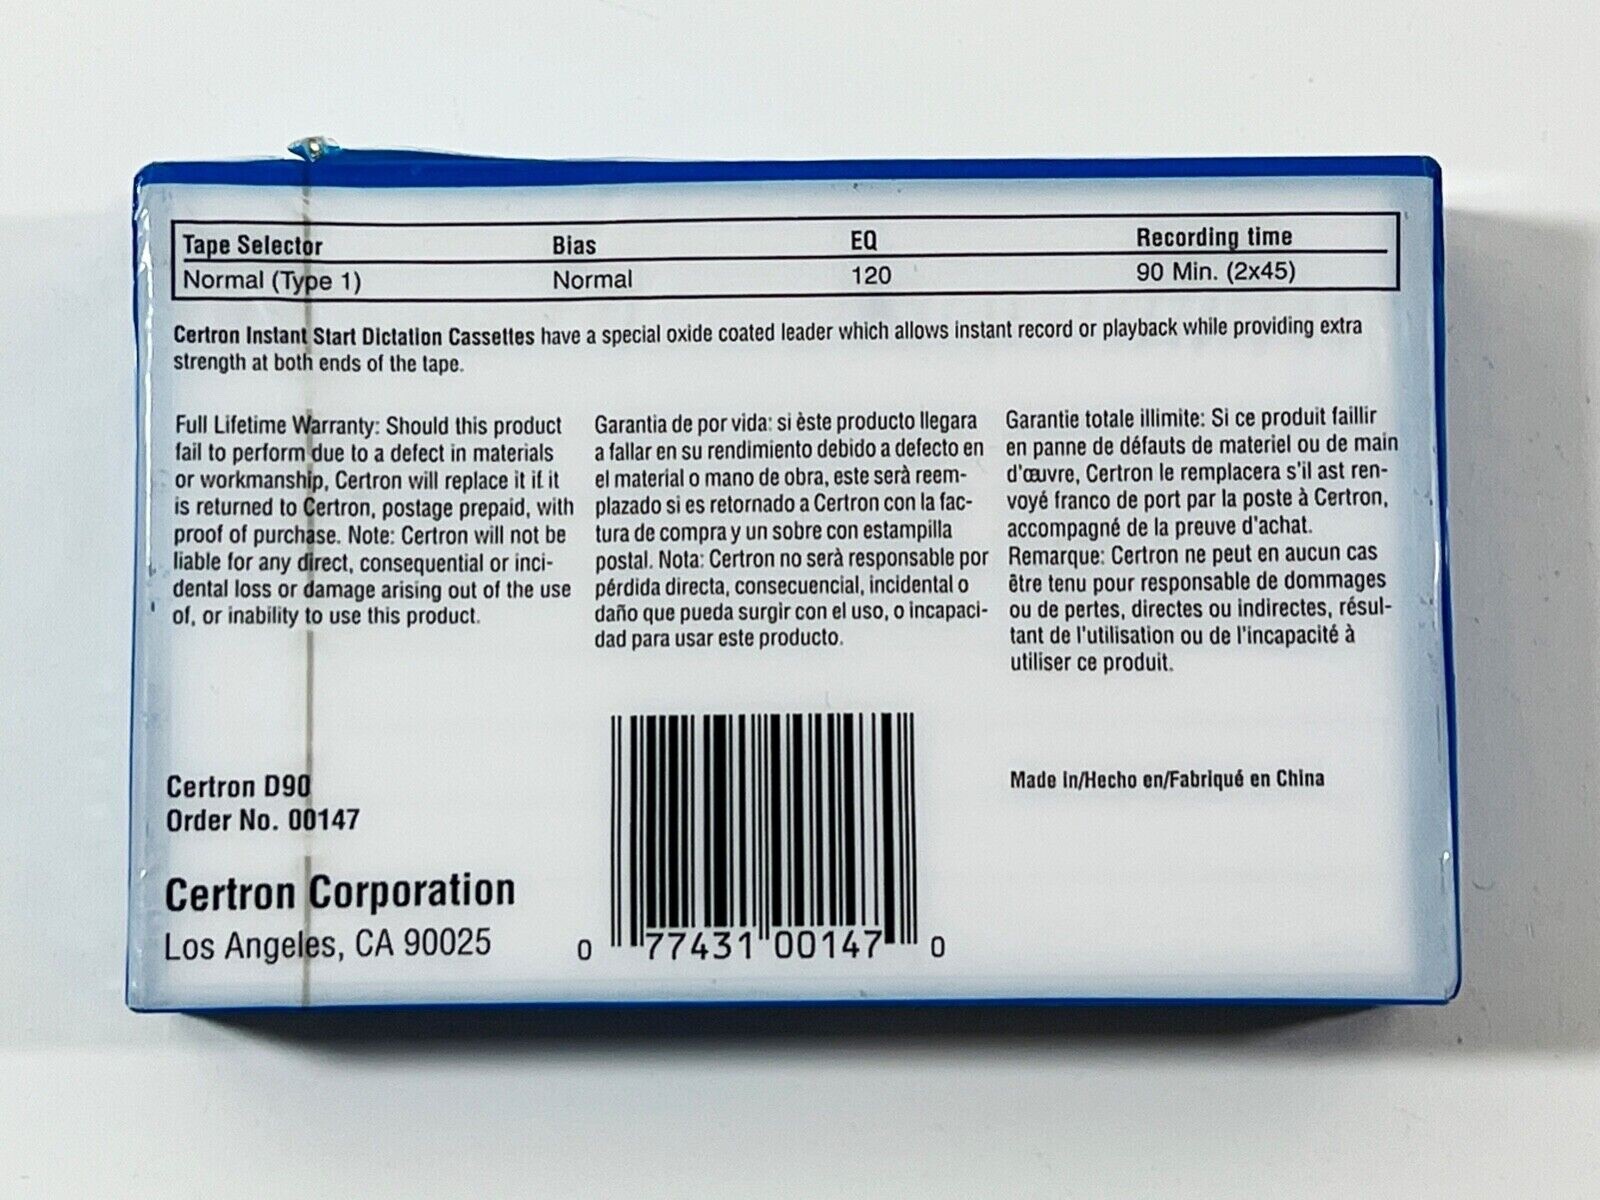 Tape Selector Bias EQ Recording time
Normal (Type 1) Normal 120 90 Min. (2x45)
Certron Instant Start Dictation Cassettes have a special oxide coated leader which allows instant record or playback while providing extra
strength at both ends of the tape.
Full Lifetime Warranty: Should this product
fail to perform due to a defect in materials
or workmanship, Certron will replace it if it
is returned to Certron, postage prepaid, with
proof of purchase. Note: Certron will not be
liable for any direct, consequential or inci-
dental loss or damage arising out of the use
of, or inability to use this product.
Garantia de por vida: si èste producto llegara
a fallar en su rendimiento debido a defecto en
el material o mano de obra, este serà reem-
plazado si es retornado a Certron con la fac-
tura de compra y un sobre con estampilla
postal. Nota: Certron no serà responsable por
pérdida directa, consecuencial, incidental o
daño que pueda surgir con el uso, o incapaci-
dad para usar este producto.
Garantie totale illimite: Si ce produit faillir
en panne de défauts de materiel ou de main
d'œuvre, Certron le remplacera s'il ast ren-
voyé franco de port par la poste à Certron,
accompagné de la preuve d'achat.
Remarque: Certron ne peut en aucun cas
être tenu pour responsable de dommages
ou de pertes, directes ou indirectes, résul-
tant de l'utilisation ou de l'incapacité à
utiliser ce produit.
Certron D90
Order No. 00147
Certron Corporation
Los Angeles, CA 90025
0 77431 00147 0
Made in/Hecho en/Fabriqué en China